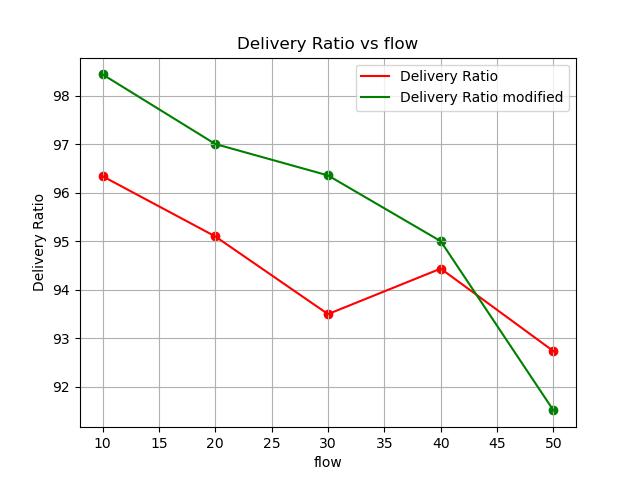 Delivery Ratio vs flow
Delivery Ratio
Delivery Ratio modified
98
97
96
95
94
93
92
Delivery Ratio
10 15 20 25 30 35 40 45 50
flow